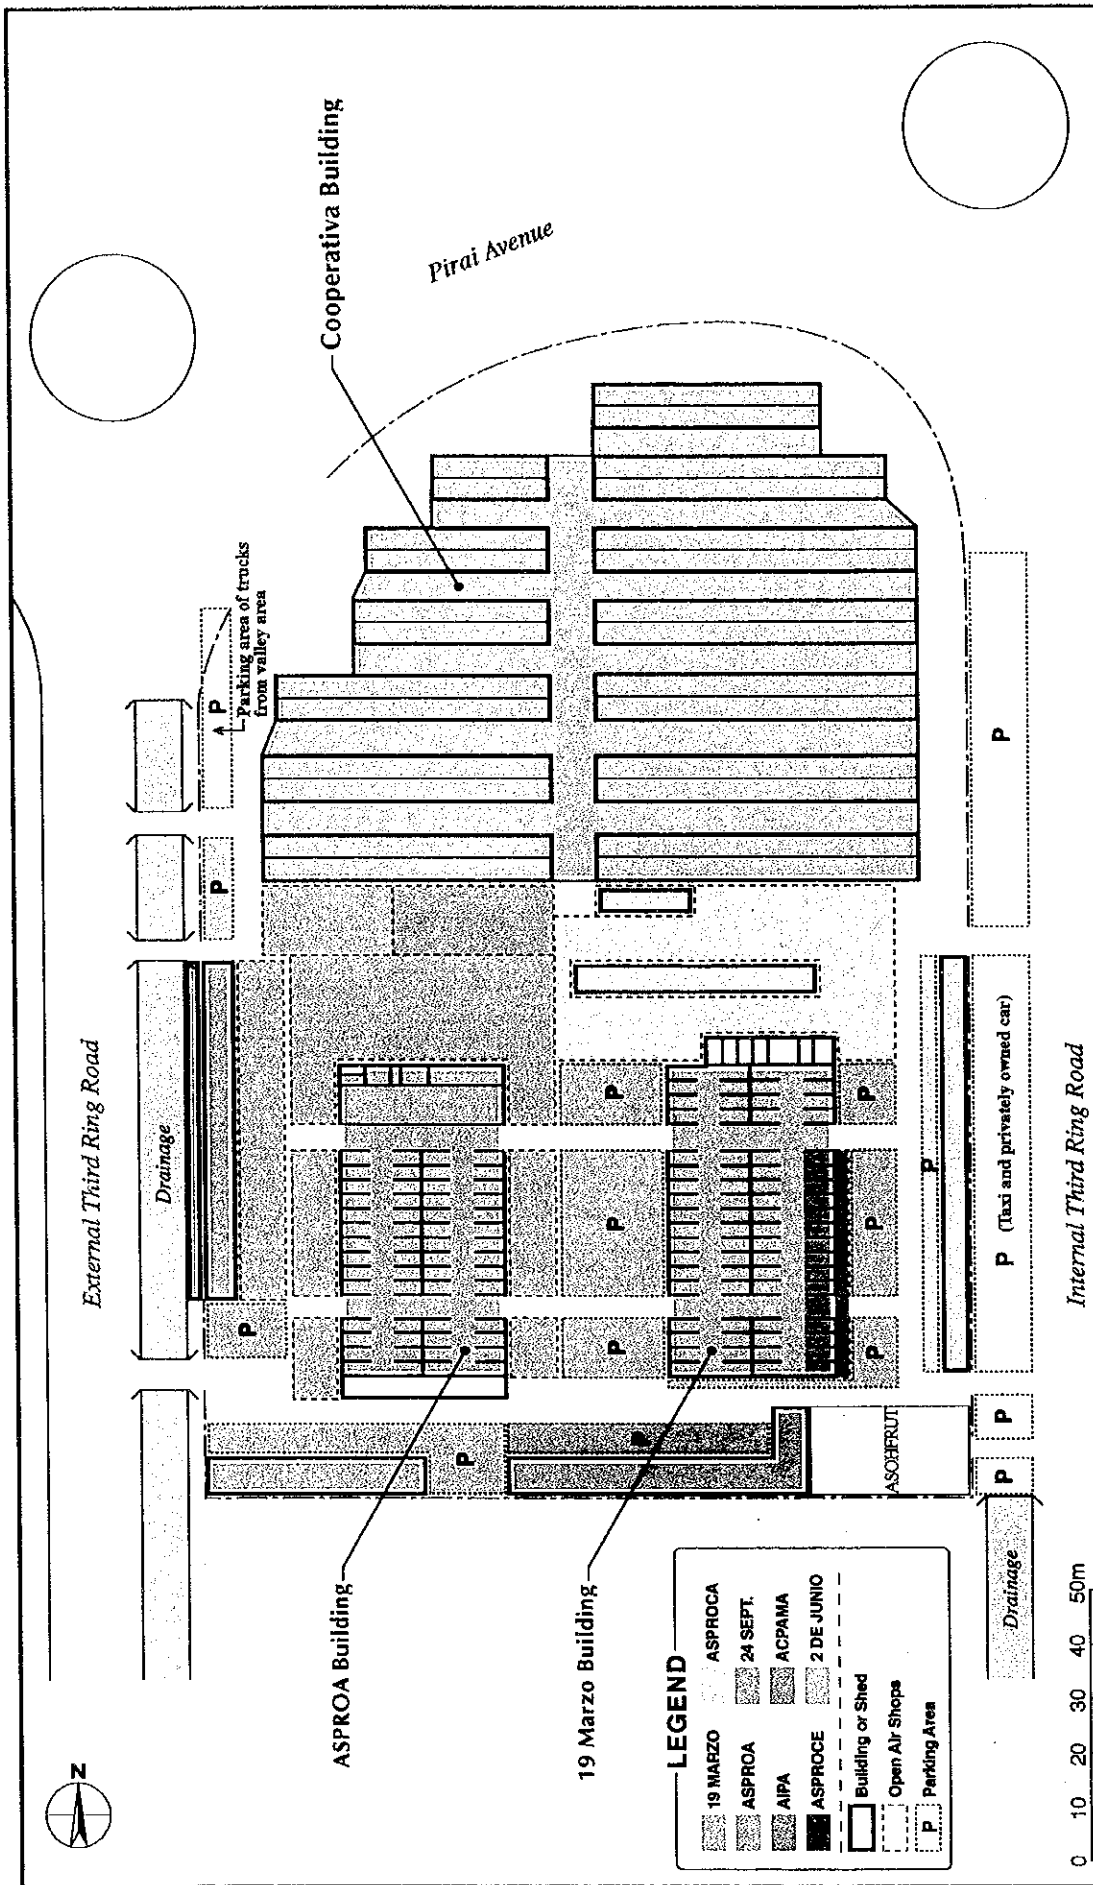 Cooperativa Building
Pirai Avenue
External Third Ring Road
Drainage
P
Parking area of trucks
from valley area
P
P
P
P
P
P
P
P
P
P
P
P
P
P
P (Taxi and privately owned car)
P
P
Internal Third Ring Road
ASOHFRUT
Drainage
ASPROA Building
19 Marzo Building
N
LEGEND
19 MARZO
ASPROCA
ASPROA
24 SEPT.
AIPA
ACPAMA
ASPROCE
2 DE JUNIO
Building or Shed
Open Air Shops
P Parking Area
0 10 20 30 40 50m